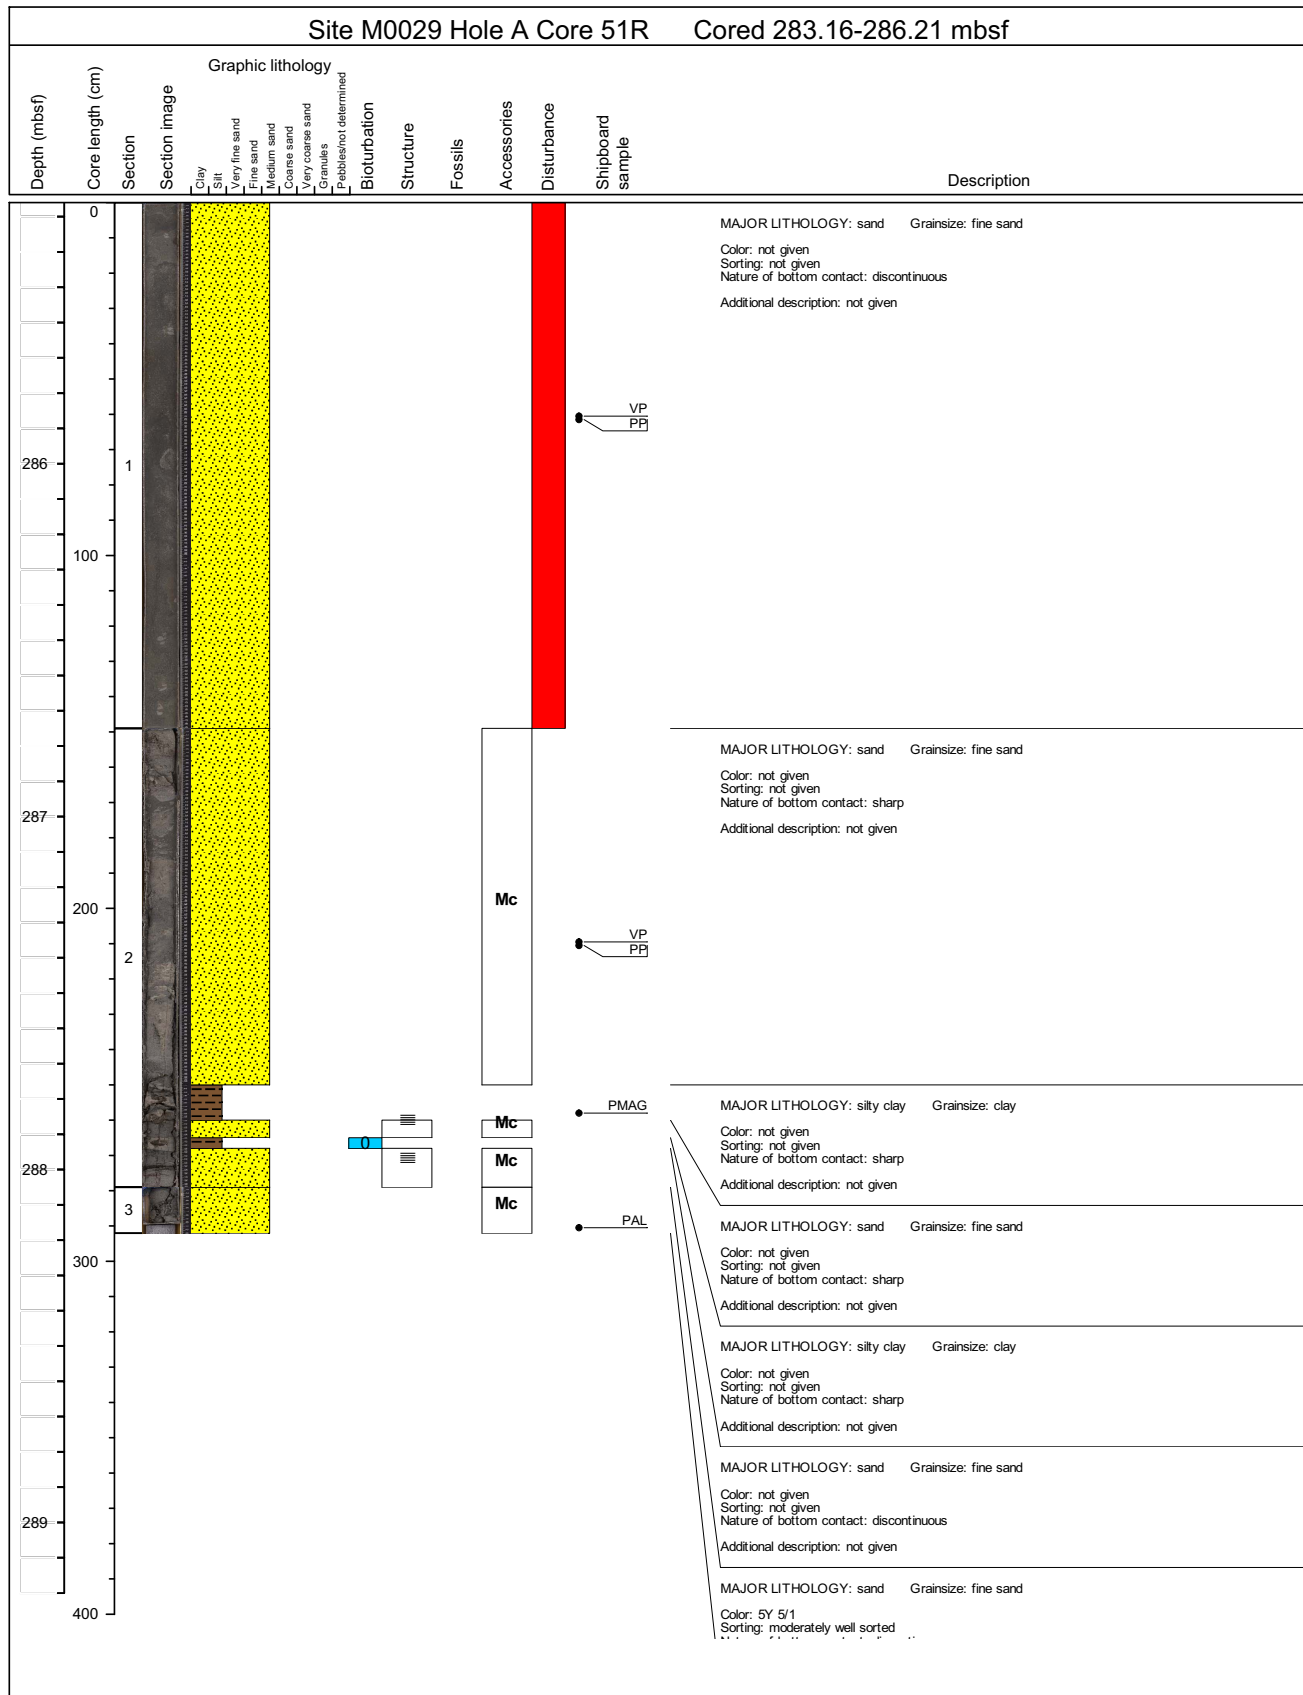 Site M0029 Hole A Core 51R Cored 283.16-286.21 mbsf
Graphic lithology
Depth (mbsf)
Core length (cm)
Section
Section image
Clay
Silt
Very fine sand
Fine sand
Medium sand
Coarse sand
Very coarse sand
Granules
Pebbles/not determined
Bioturbation
Structure
Fossils
Accessories
Disturbance
Shipboard
sample
Description
0
MAJOR LITHOLOGY: sand Grainsize: fine sand
Color: not given
Sorting: not given
Nature of bottom contact: discontinuous
Additional description: not given
VP
PP
286
1
100
MAJOR LITHOLOGY: sand Grainsize: fine sand
Color: not given
Sorting: not given
Nature of bottom contact: sharp
Additional description: not given
287
Mc
200
VP
PP
2
PMAG
MAJOR LITHOLOGY: silty clay Grainsize: clay
Color: not given
Sorting: not given
Nature of bottom contact: sharp
Additional description: not given
Mc
0
Mc
288
Mc
3
PAL
MAJOR LITHOLOGY: sand Grainsize: fine sand
Color: not given
Sorting: not given
Nature of bottom contact: sharp
Additional description: not given
300
MAJOR LITHOLOGY: silty clay Grainsize: clay
Color: not given
Sorting: not given
Nature of bottom contact: sharp
Additional description: not given
MAJOR LITHOLOGY: sand Grainsize: fine sand
Color: not given
Sorting: not given
Nature of bottom contact: discontinuous
Additional description: not given
289
MAJOR LITHOLOGY: sand Grainsize: fine sand
Color: 5Y 5/1
Sorting: moderately well sorted
400